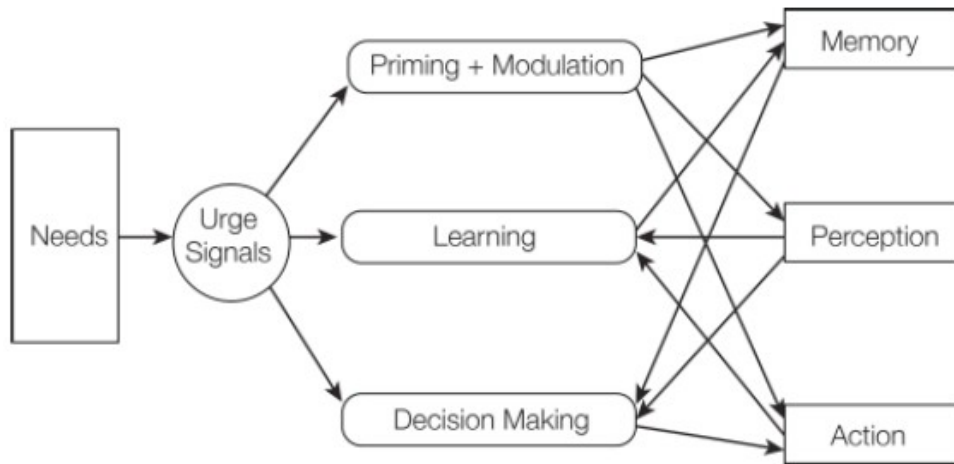 Needs
Urge
Signals
Priming + Modulation
Learning
Decision Making
Memory
Perception
Action